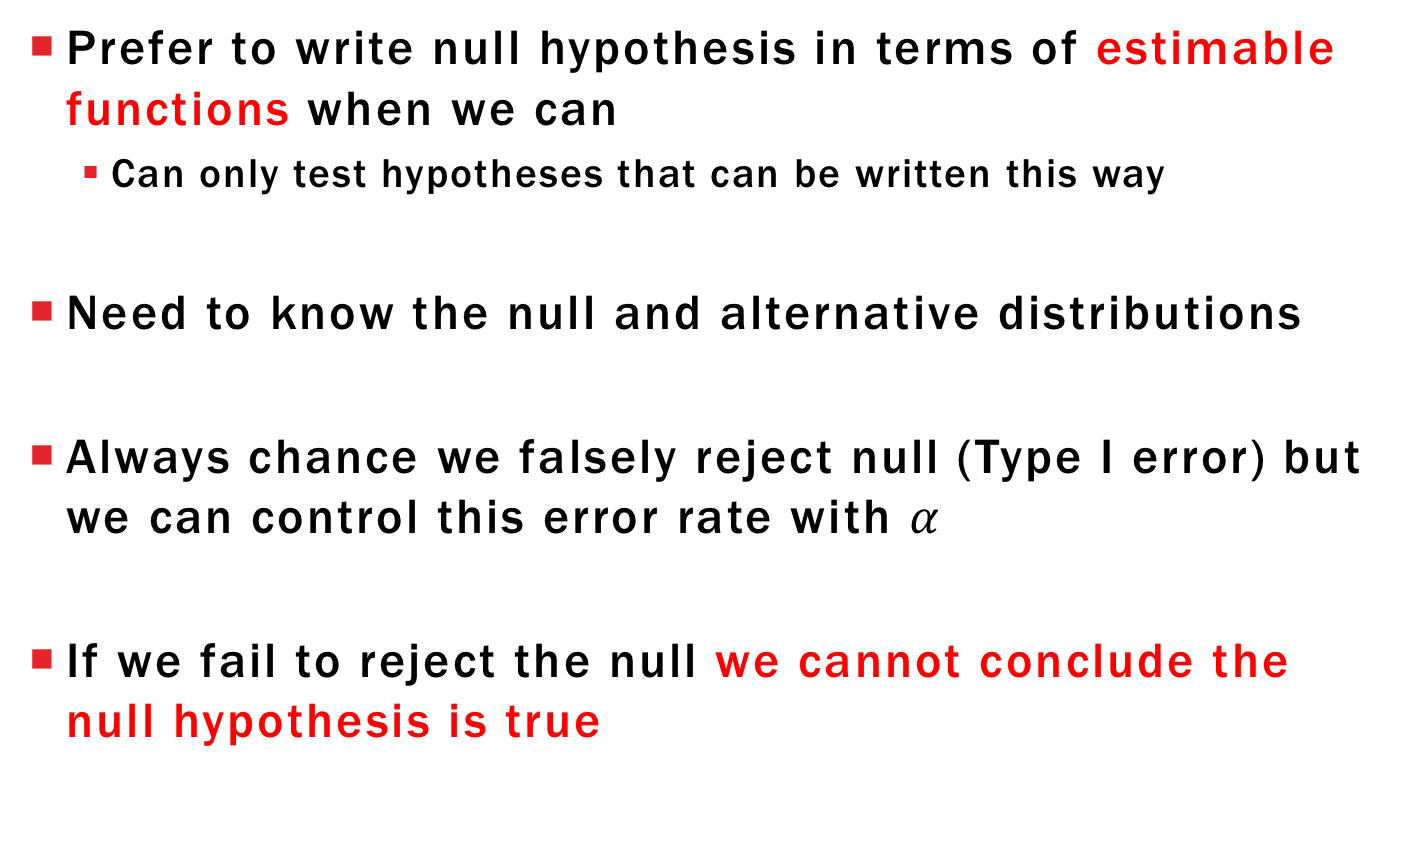 Prefer to write null hypothesis in terms of estimable
functions when we can
Can only test hypotheses that can be written this way
Need to know the null and alternative distributions
Always chance we falsely reject null (Type I error) but
we can control this error rate with α
If we fail to reject the null we cannot conclude the
null hypothesis is true